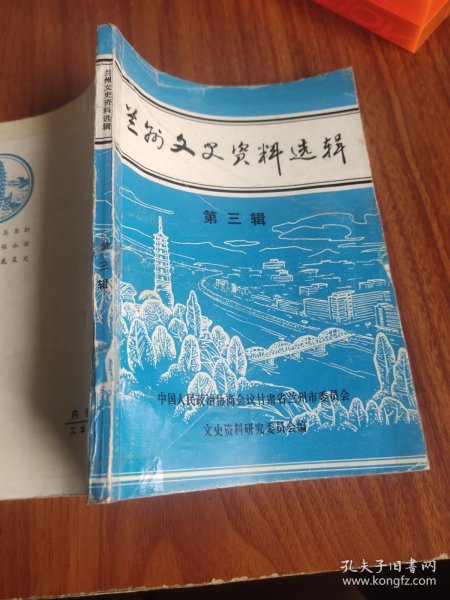 兰州文史资料选辑
第三辑
中国人民政治协商会议甘肃省兰州市委员会
文史资料研究委员会编
兰州文史资料选辑
第三辑
工本
孔夫子旧书网
www.kongfz.com